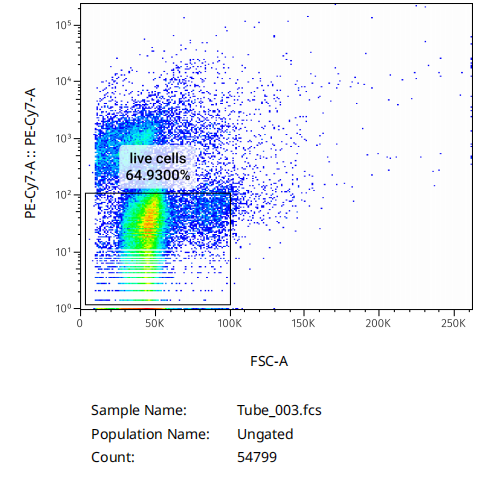 10⁵
10⁴
10³
10²
10¹
10⁰
PE-Cy7-A :: PE-Cy7-A
live cells
64.9300%
0 50K 100K 150K 200K 250K
FSC-A
Sample Name: Tube_003.fcs
Population Name: Ungated
Count: 54799